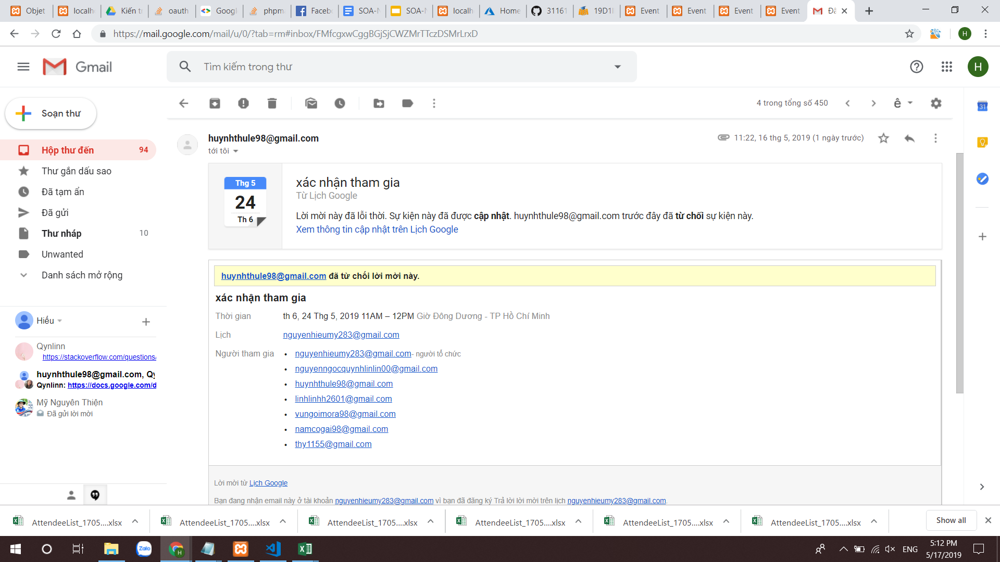 Objet
localh
Kiến tr
oauth
Googl
phpm
Faceb
SOA-N
SOA-N
localh
Home
31161
19D1I
Event
Event
Event
Event
Đã
https://mail.google.com/mail/u/0/?tab=rm#inbox/FMfcgxwCggBGjSjCWZMrTTczDSMrLrxD
H
Gmail
Tìm kiếm trong thư
H
Soạn thư
4 trong tổng số 450
ê
31
Hộp thư đến 94
Thư gắn dấu sao
Đã tạm ẩn
Đã gửi
Thư nháp 10
Unwanted
Danh sách mở rộng
huynhthule98@gmail.com
11:22, 16 thg 5, 2019 (1 ngày trước)
tới tôi
Thg 5
24
Th 6
xác nhận tham gia
Từ Lịch Google
Lời mời này đã lỗi thời. Sự kiện này đã được cập nhật. huynhthule98@gmail.com trước đây đã từ chối sự kiện này.
Xem thông tin cập nhật trên Lịch Google
huynhthule98@gmail.com đã từ chối lời mời này.
xác nhận tham gia
Thời gian th 6, 24 Thg 5, 2019 11AM – 12PM Giờ Đông Dương - TP Hồ Chí Minh
Lịch nguyenhieumy283@gmail.com
Người tham gia • nguyenhieumy283@gmail.com- người tổ chức
• nguyenngocquynhlinlin00@gmail.com
• huynhthule98@gmail.com
• linhlinhh2601@gmail.com
• vungoimora98@gmail.com
• namcogai98@gmail.com
• thy1155@gmail.com
Lời mời từ Lịch Google
Bạn đang nhận email này ở tài khoản nguyenhieumy283@gmail.com vì bạn đã đăng ký Trả lời lời mời trên lịch nguyenhieumy283@gmail.com.
Hiếu
Qynlinn
https://stackoverflow.com/questions/
huynhthule98@gmail.com, Qy
Qynlinn: https://docs.google.com/d
Mỹ Nguyên Thiện
Đã gửi lời mời
AttendeeList_1705....xlsx
AttendeeList_1705....xlsx
AttendeeList_1705....xlsx
AttendeeList_1705....xlsx
AttendeeList_1705....xlsx
AttendeeList_1705....xlsx
Show all
Zalo
H
ENG
5:12 PM
5/17/2019